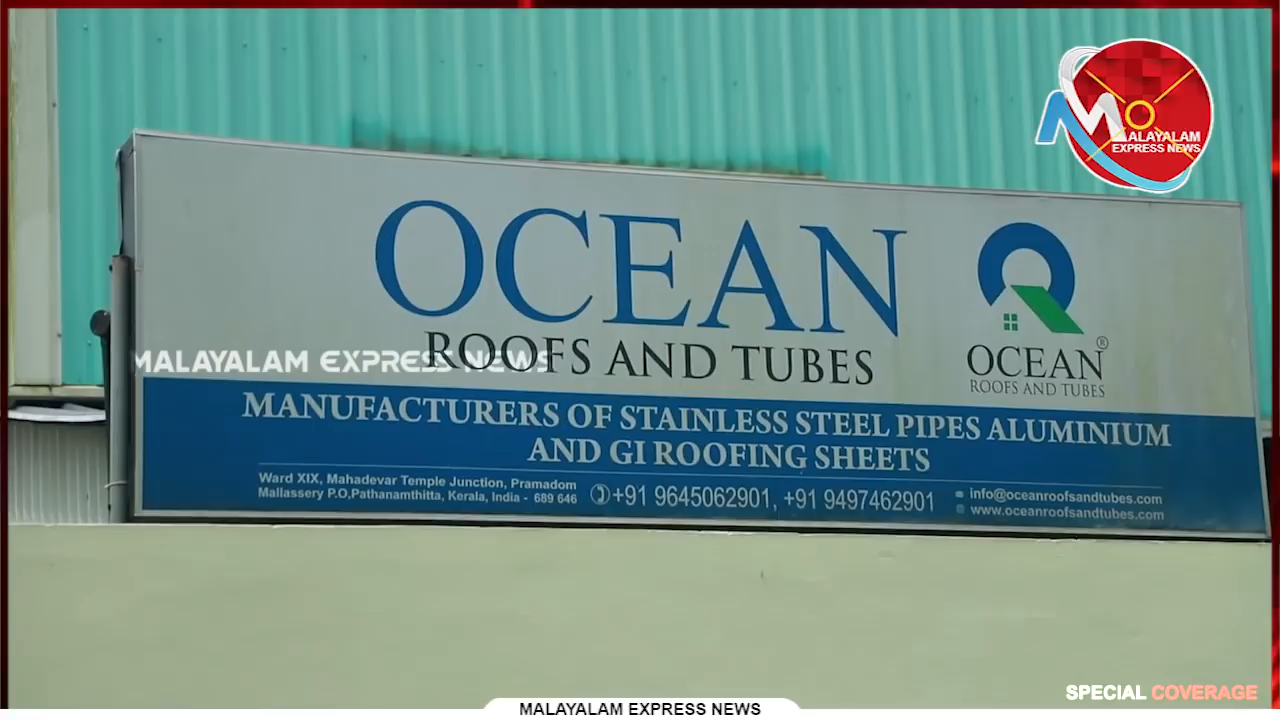 ALAYALAM
EXPRESS NEWS
OCEAN
ROOFS AND TUBES
OCEAN®
ROOFS AND TUBES
MALAYALAM EXPRESS NEWS
MANUFACTURERS OF STAINLESS STEEL PIPES ALUMINIUM
AND GI ROOFING SHEETS
Ward XIX, Mahadevar Temple Junction, Pramadom
Mallassery P.O,Pathanamthitta, Kerala, India - 689 646
+91 9645062901, +91 9497462901
info@oceanroofsandtubes.com
www.oceanroofsandtubes.com
SPECIAL COVERAGE
MALAYALAM EXPRESS NEWS